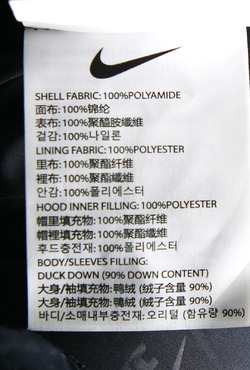 SHELL FABRIC: 100%POLYAMIDE
面布: 100%锦纶
表布: 100%聚醯胺纖維
겉감: 100%나일론
LINING FABRIC: 100%POLYESTER
里布: 100%聚酯纤维
裡布: 100%聚酯纖維
안감: 100%폴리에스터
HOOD INNER FILLING: 100%POLYESTER
帽里填充物: 100%聚酯纤维
帽裡填充物: 100%聚酯纖維
후드충전재: 100%폴리에스터
BODY/SLEEVES FILLING:
DUCK DOWN (90% DOWN CONTENT)
大身/袖填充物: 鸭绒 (绒子含量 90%)
大身/袖填充物: 鴨絨 (絨子含量 90%)
바디/소매내부충전재: 오리털 (함유량 90%)